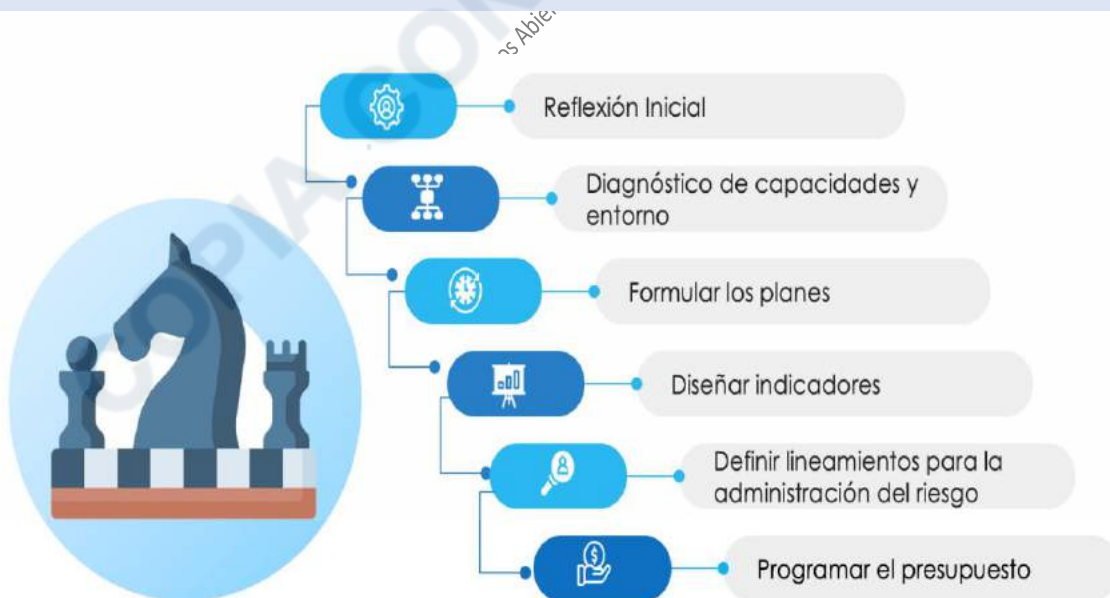 Reflexión Inicial
Diagnóstico de capacidades y
entorno
Formular los planes
Diseñar indicadores
Definir lineamientos para la
administración del riesgo
Programar el presupuesto
COPIA